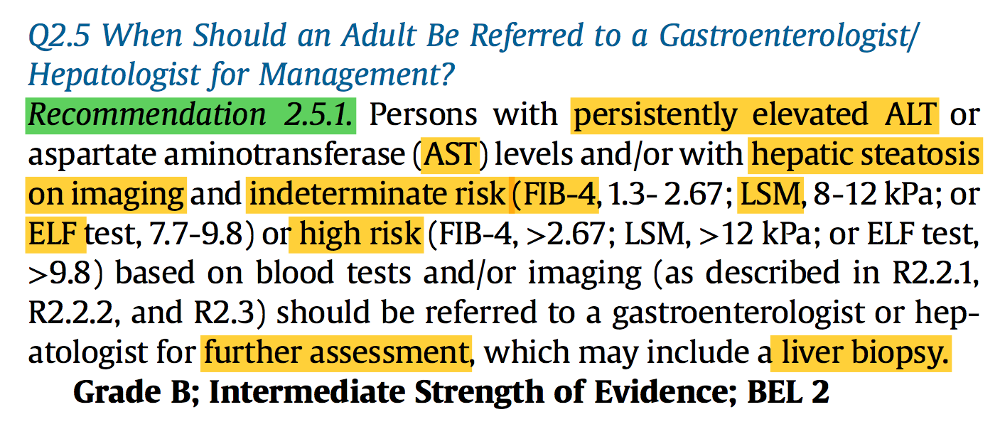 Q2.5 When Should an Adult Be Referred to a Gastroenterologist/
Hepatologist for Management?
Recommendation 2.5.1. Persons with persistently elevated ALT or
aspartate aminotransferase (AST) levels and/or with hepatic steatosis
on imaging and indeterminate risk (FIB-4, 1.3- 2.67; LSM, 8-12 kPa; or
ELF test, 7.7-9.8) or high risk (FIB-4, >2.67; LSM, >12 kPa; or ELF test,
>9.8) based on blood tests and/or imaging (as described in R2.2.1,
R2.2.2, and R2.3) should be referred to a gastroenterologist or hep-
atologist for further assessment, which may include a liver biopsy.
Grade B; Intermediate Strength of Evidence; BEL 2